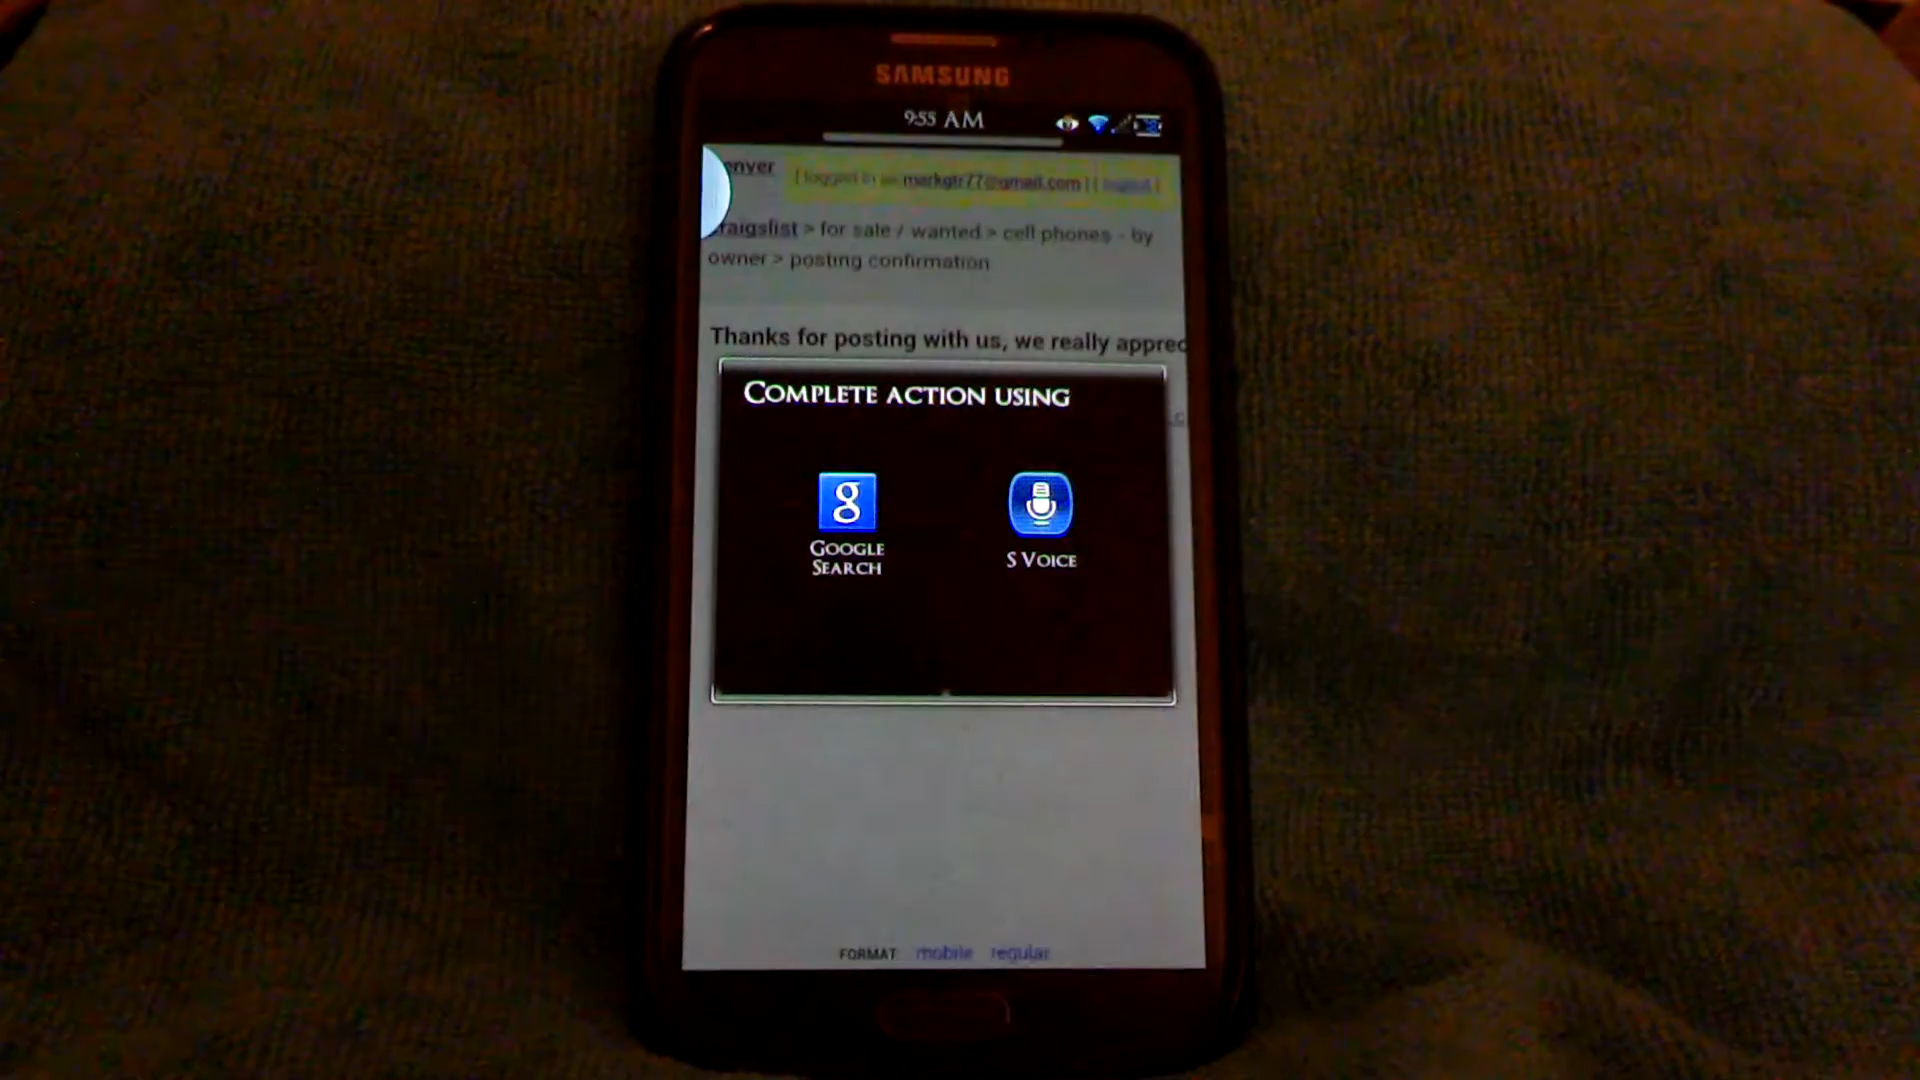 SAMSUNG
9:55 AM
enver
[ logged in as markgtr77@gmail.com ] [ logout ]
raigslist > for sale / wanted > cell phones - by
owner > posting confirmation
Thanks for posting with us, we really apprec
COMPLETE ACTION USING
g
GOOGLE
SEARCH
S VOICE
FORMAT mobile regular